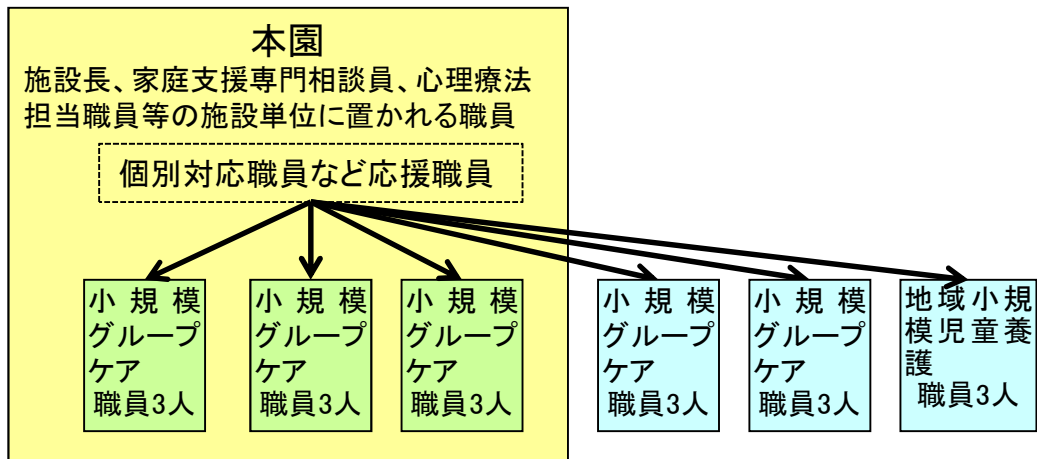 本園
施設長、家庭支援専門相談員、心理療法
担当職員等の施設単位に置かれる職員
個別対応職員など応援職員
小規模
グループ
ケア
職員3人
小規模
グループ
ケア
職員3人
小規模
グループ
ケア
職員3人
小規模
グループ
ケア
職員3人
小規模
グループ
ケア
職員3人
地域小規
模児童養
護
職員3人